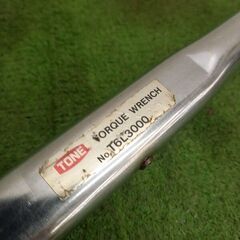 TONE
TORQUE WRENCH
No. T6L3000